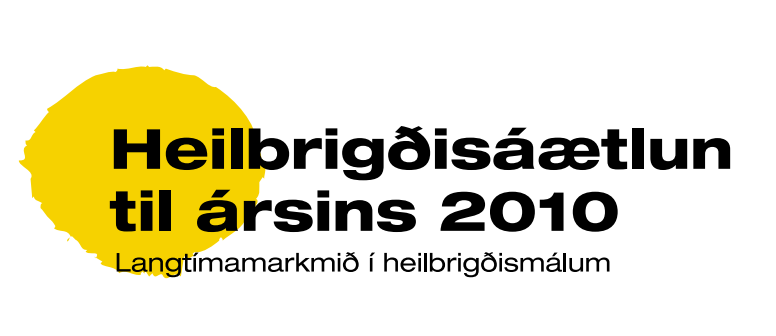 Heilbrigðisáætlun
til ársins 2010
Langtímamarkmið í heilbrigðismálum